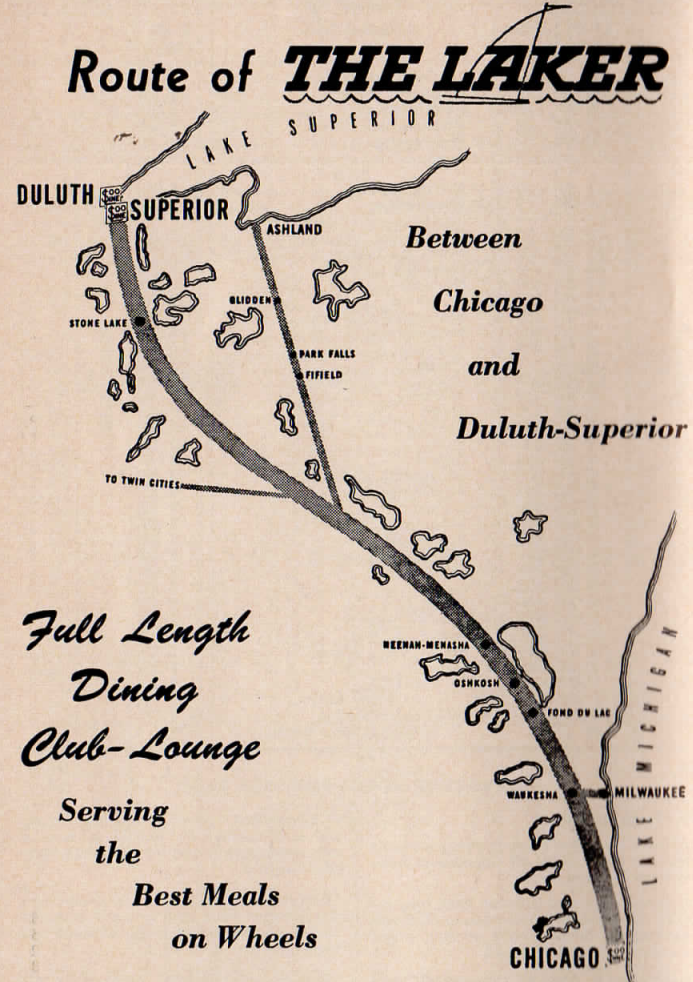 Route of THE LAKER
LAKE SUPERIOR
DULUTH
SUPERIOR
ASHLAND
Between
Chicago
and
Duluth-Superior
GLIDDEN
STONE LAKE
PARK FALLS
FIFIELD
TO TWIN CITIES
Full Length
Dining
Club-Lounge
Serving
the
Best Meals
on Wheels
NEENAH-MENASHA
OSHKOSH
FOND DU LAC
WAUKESHA
MILWAUKEE
LAKE MICHIGAN
CHICAGO